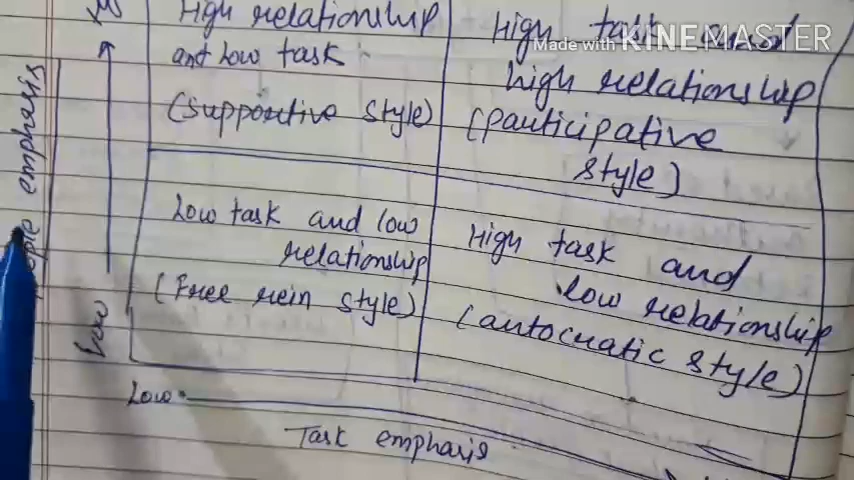 High relationship
and low task
(supportive style)
High task and
high relationship
(participative
style)
Made with KINEMASTER
Low task and low
relationship
(Free rein style)
High task and
low relationship
(autocratic style)
emphasis
Low
Low
Task emphasis